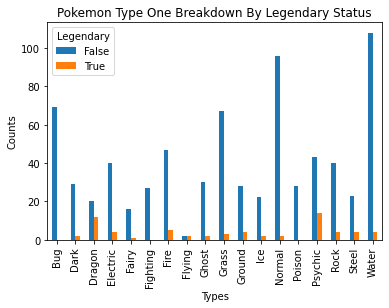 Pokemon Type One Breakdown By Legendary Status
Legendary
False
True
Counts
100
80
60
40
20
0
Bug
Dark
Dragon
Electric
Fairy
Fighting
Fire
Flying
Ghost
Grass
Ground
Ice
Normal
Poison
Psychic
Rock
Steel
Water
Types